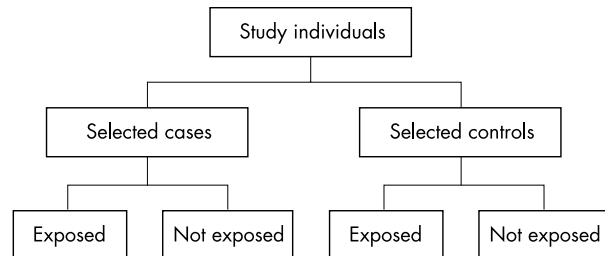 Study individuals
Selected cases
Selected controls
Exposed
Not exposed
Exposed
Not exposed